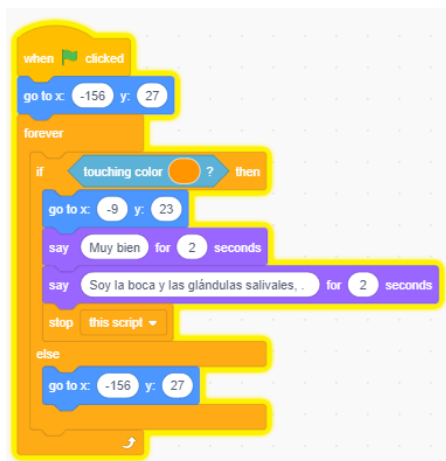 when clicked
go to x: -156 y: 27
forever
if touching color ? then
go to x: -9 y: 23
say Muy bien for 2 seconds
say Soy la boca y las glándulas salivales, . for 2 seconds
stop this script
else
go to x: -156 y: 27